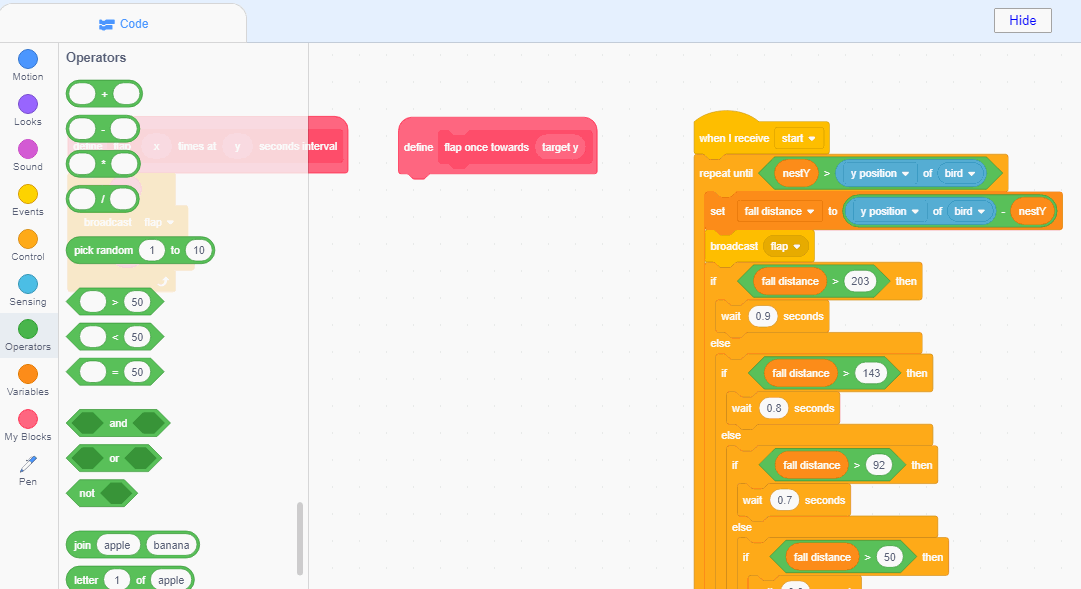 Code
Hide
Motion
Looks
Sound
Events
Control
Sensing
Operators
Variables
My Blocks
Pen
Operators
+
-
*
/
pick random 1 to 10
> 50
< 50
= 50
and
or
not
join apple banana
letter 1 of apple
define flap x times at y seconds interval
broadcast flap
define flap once towards target y
when I receive start
repeat until nestY > y position of bird
set fall distance to y position of bird - nestY
broadcast flap
if fall distance > 203 then
wait 0.9 seconds
else
if fall distance > 143 then
wait 0.8 seconds
else
if fall distance > 92 then
wait 0.7 seconds
else
if fall distance > 50 then